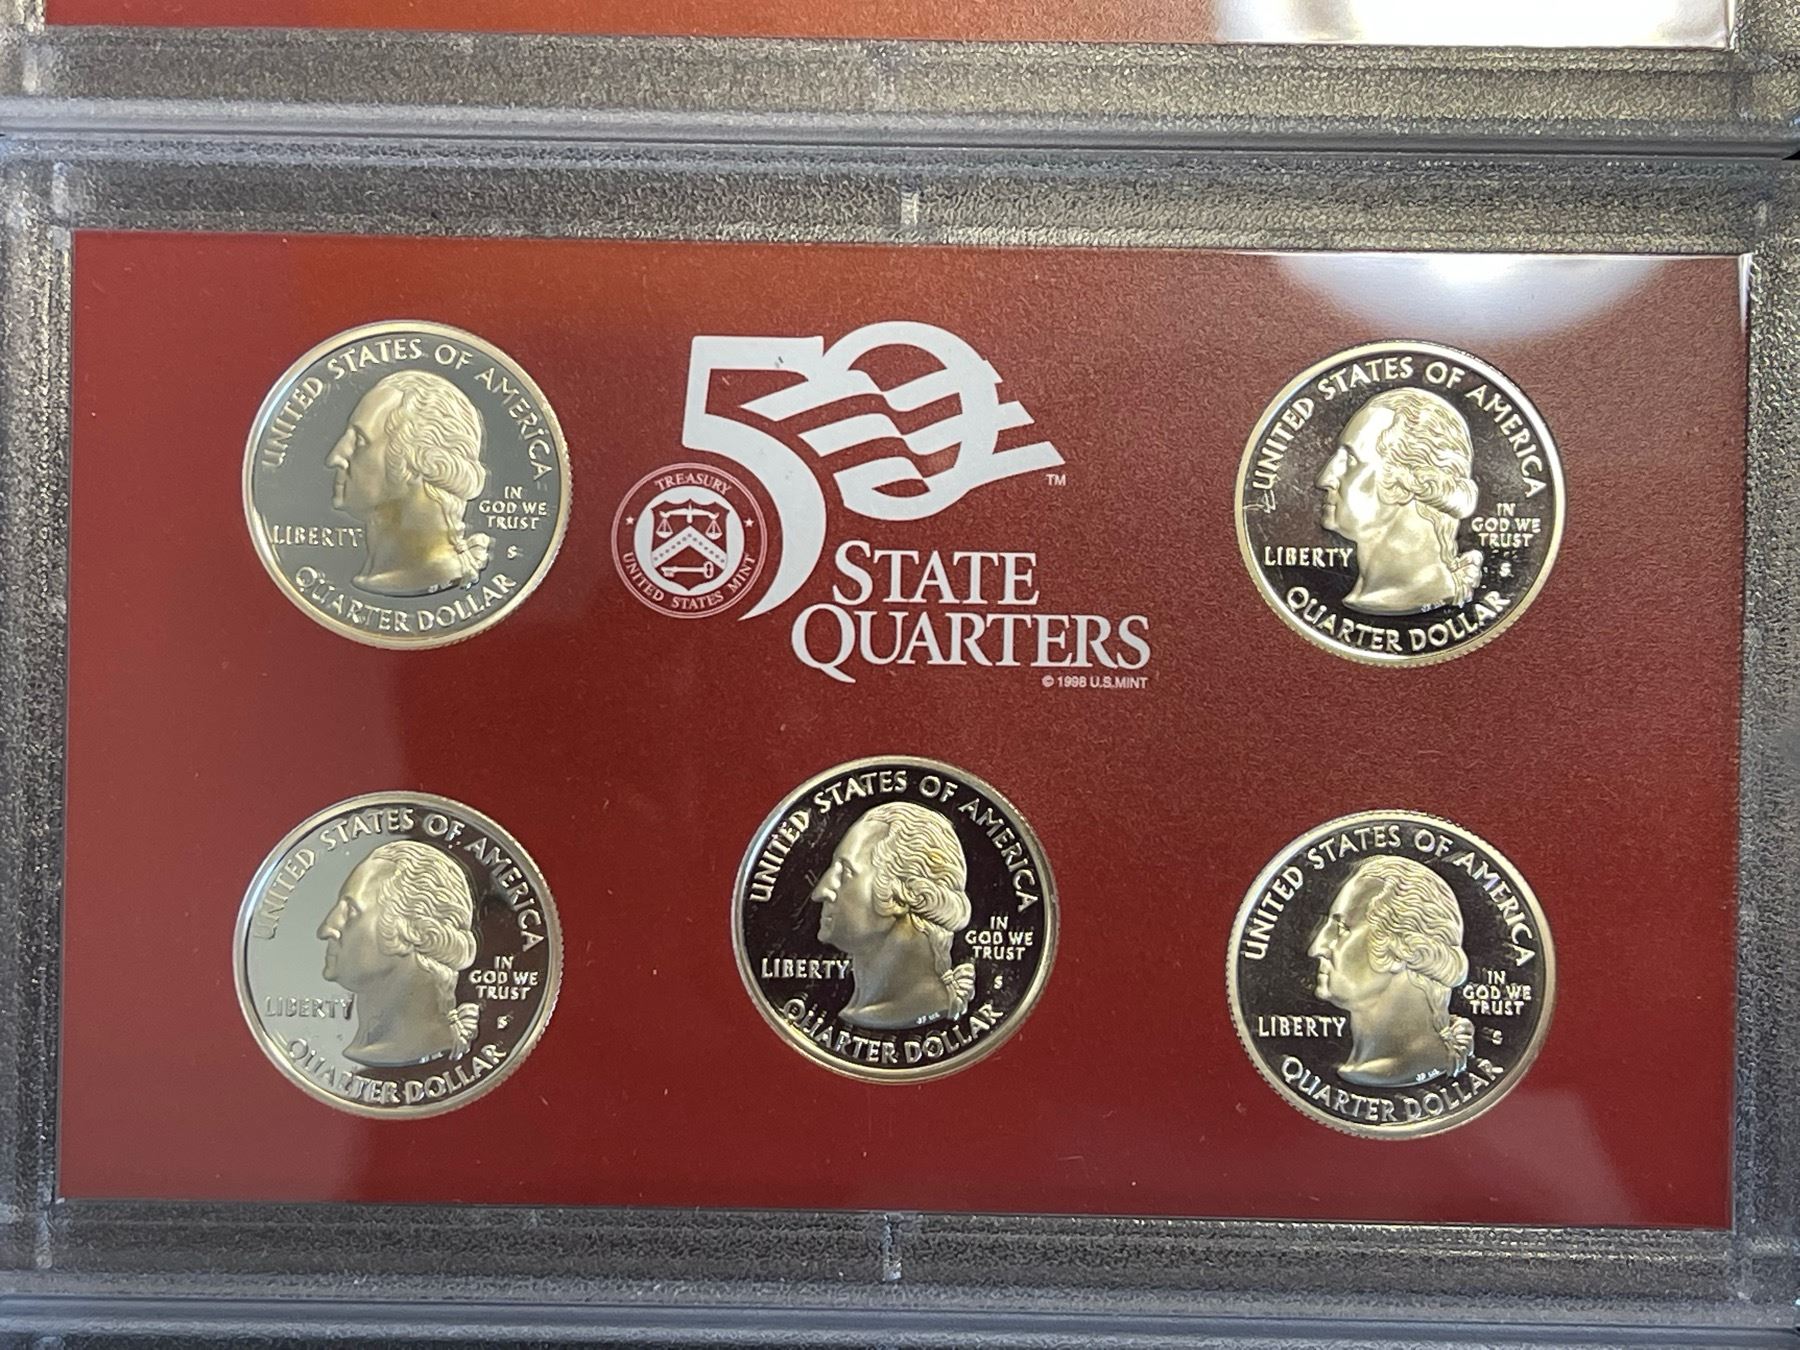 50
TM
TREASURY
UNITED STATES MINT
STATE
QUARTERS
© 1998 U.S. MINT
UNITED STATES OF AMERICA
LIBERTY
IN
GOD WE
TRUST
S
QUARTER DOLLAR
UNITED STATES OF AMERICA
LIBERTY
IN
GOD WE
TRUST
S
QUARTER DOLLAR
UNITED STATES OF AMERICA
LIBERTY
IN
GOD WE
TRUST
S
QUARTER DOLLAR
UNITED STATES OF AMERICA
LIBERTY
IN
GOD WE
TRUST
S
QUARTER DOLLAR
UNITED STATES OF AMERICA
LIBERTY
IN
GOD WE
TRUST
S
QUARTER DOLLAR